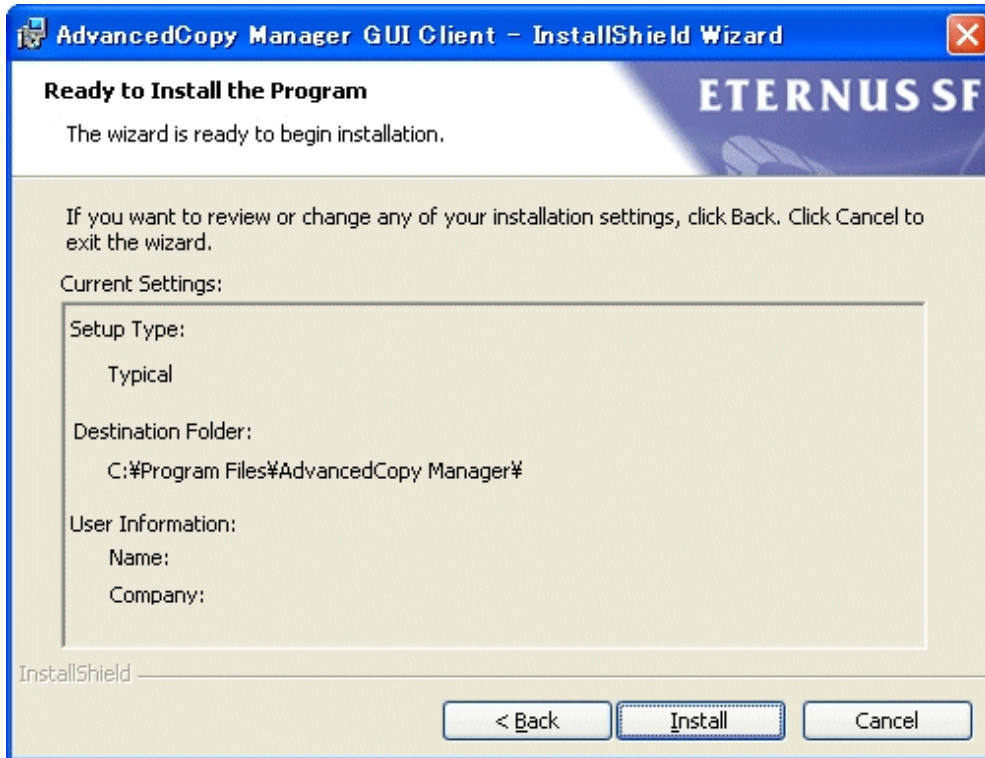 AdvancedCopy Manager GUI Client - InstallShield Wizard
Ready to Install the Program
ETERNUS SF
The wizard is ready to begin installation.
If you want to review or change any of your installation settings, click Back. Click Cancel to
exit the wizard.
Current Settings:
Setup Type:
Typical
Destination Folder:
C:¥Program Files¥AdvancedCopy Manager¥
User Information:
Name:
Company:
InstallShield
< Back
Install
Cancel